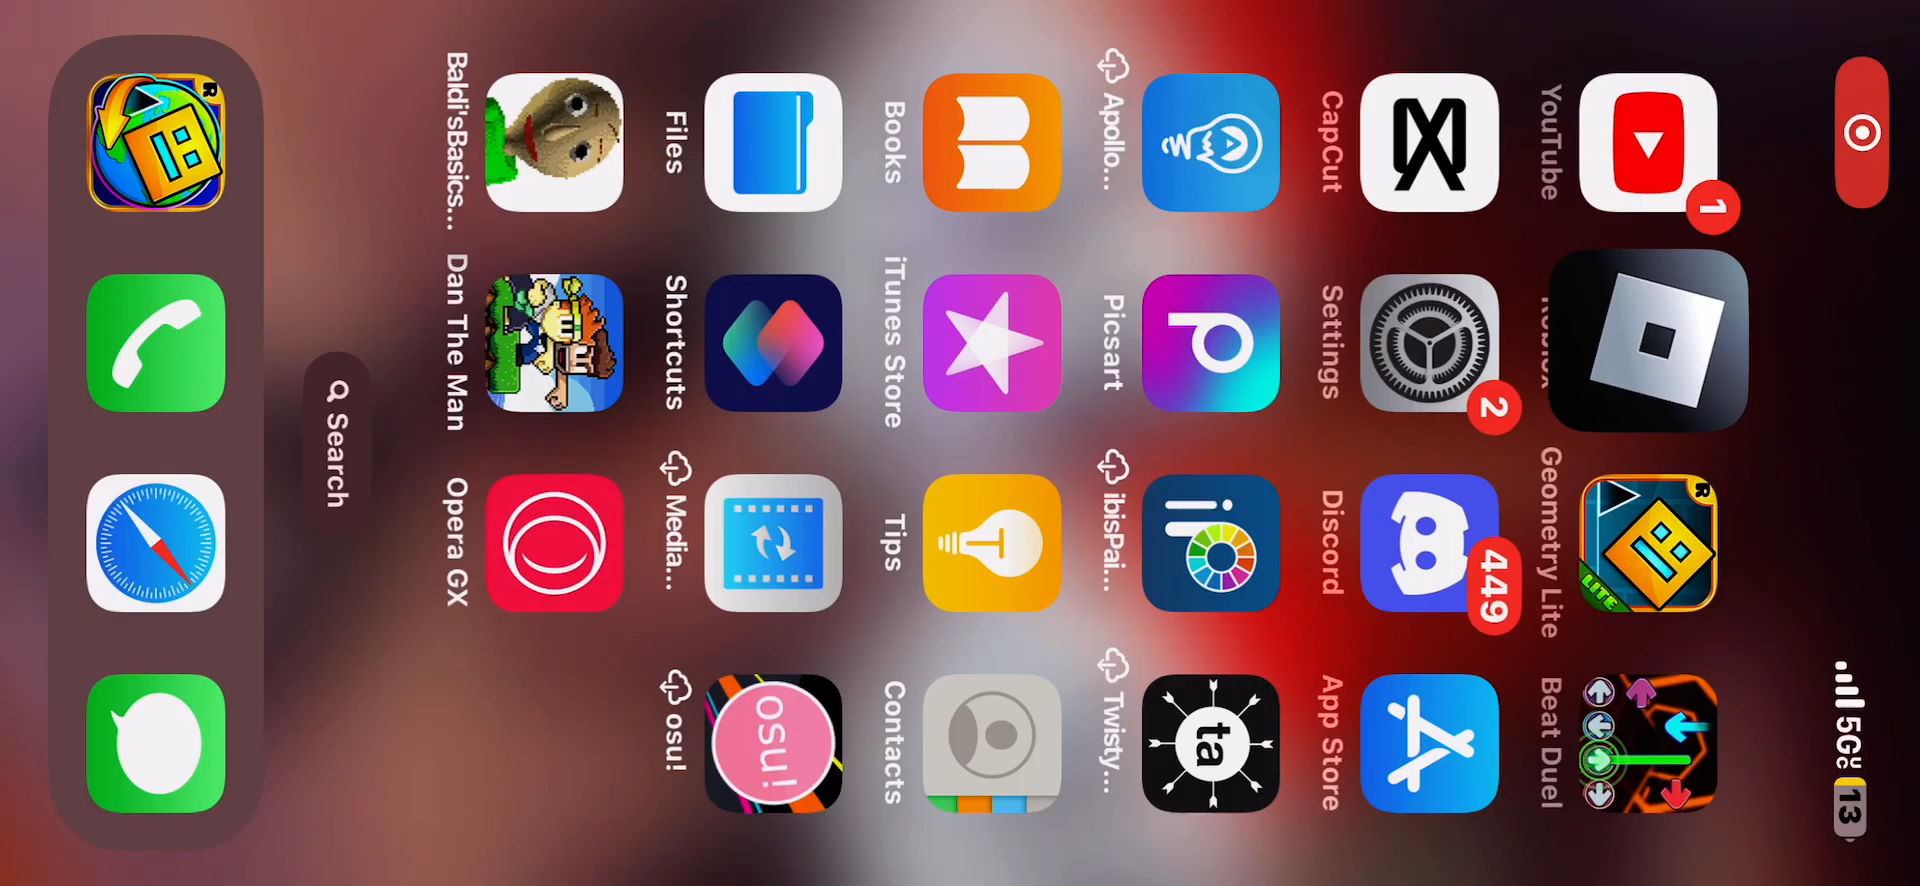 5G
13
YouTube
1
Roblox
Geometry Lite
R
LITE
Beat Duel
CapCut
Settings
2
Discord
449
App Store
Apollo...
Picsart
ibisPai...
Twisty...
ta
Books
iTunes Store
Tips
Contacts
Files
Shortcuts
Media...
osu!
osu!
Baldi'sBasics...
Dan The Man
Opera GX
Search
R